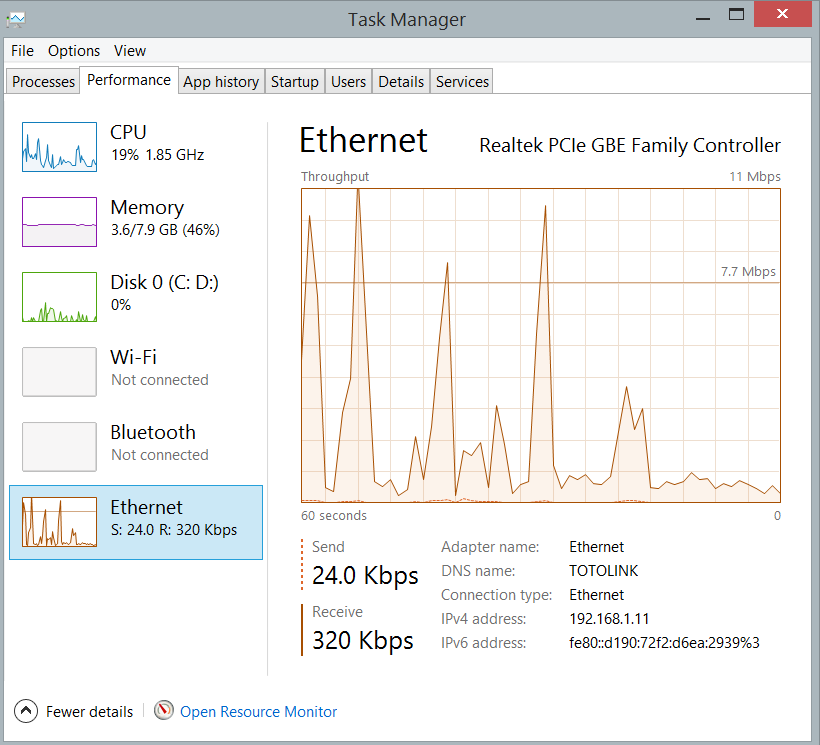 Task Manager
File Options View
Processes Performance App history Startup Users Details Services
CPU
19% 1.85 GHz
Memory
3.6/7.9 GB (46%)
Disk 0 (C: D:)
0%
Wi-Fi
Not connected
Bluetooth
Not connected
Ethernet
S: 24.0 R: 320 Kbps
Ethernet Realtek PCIe GBE Family Controller
Throughput 11 Mbps
7.7 Mbps
60 seconds 0
Send
24.0 Kbps
Receive
320 Kbps
Adapter name: Ethernet
DNS name: TOTOLINK
Connection type: Ethernet
IPv4 address: 192.168.1.11
IPv6 address: fe80::d190:72f2:d6ea:2939%3
Fewer details Open Resource Monitor